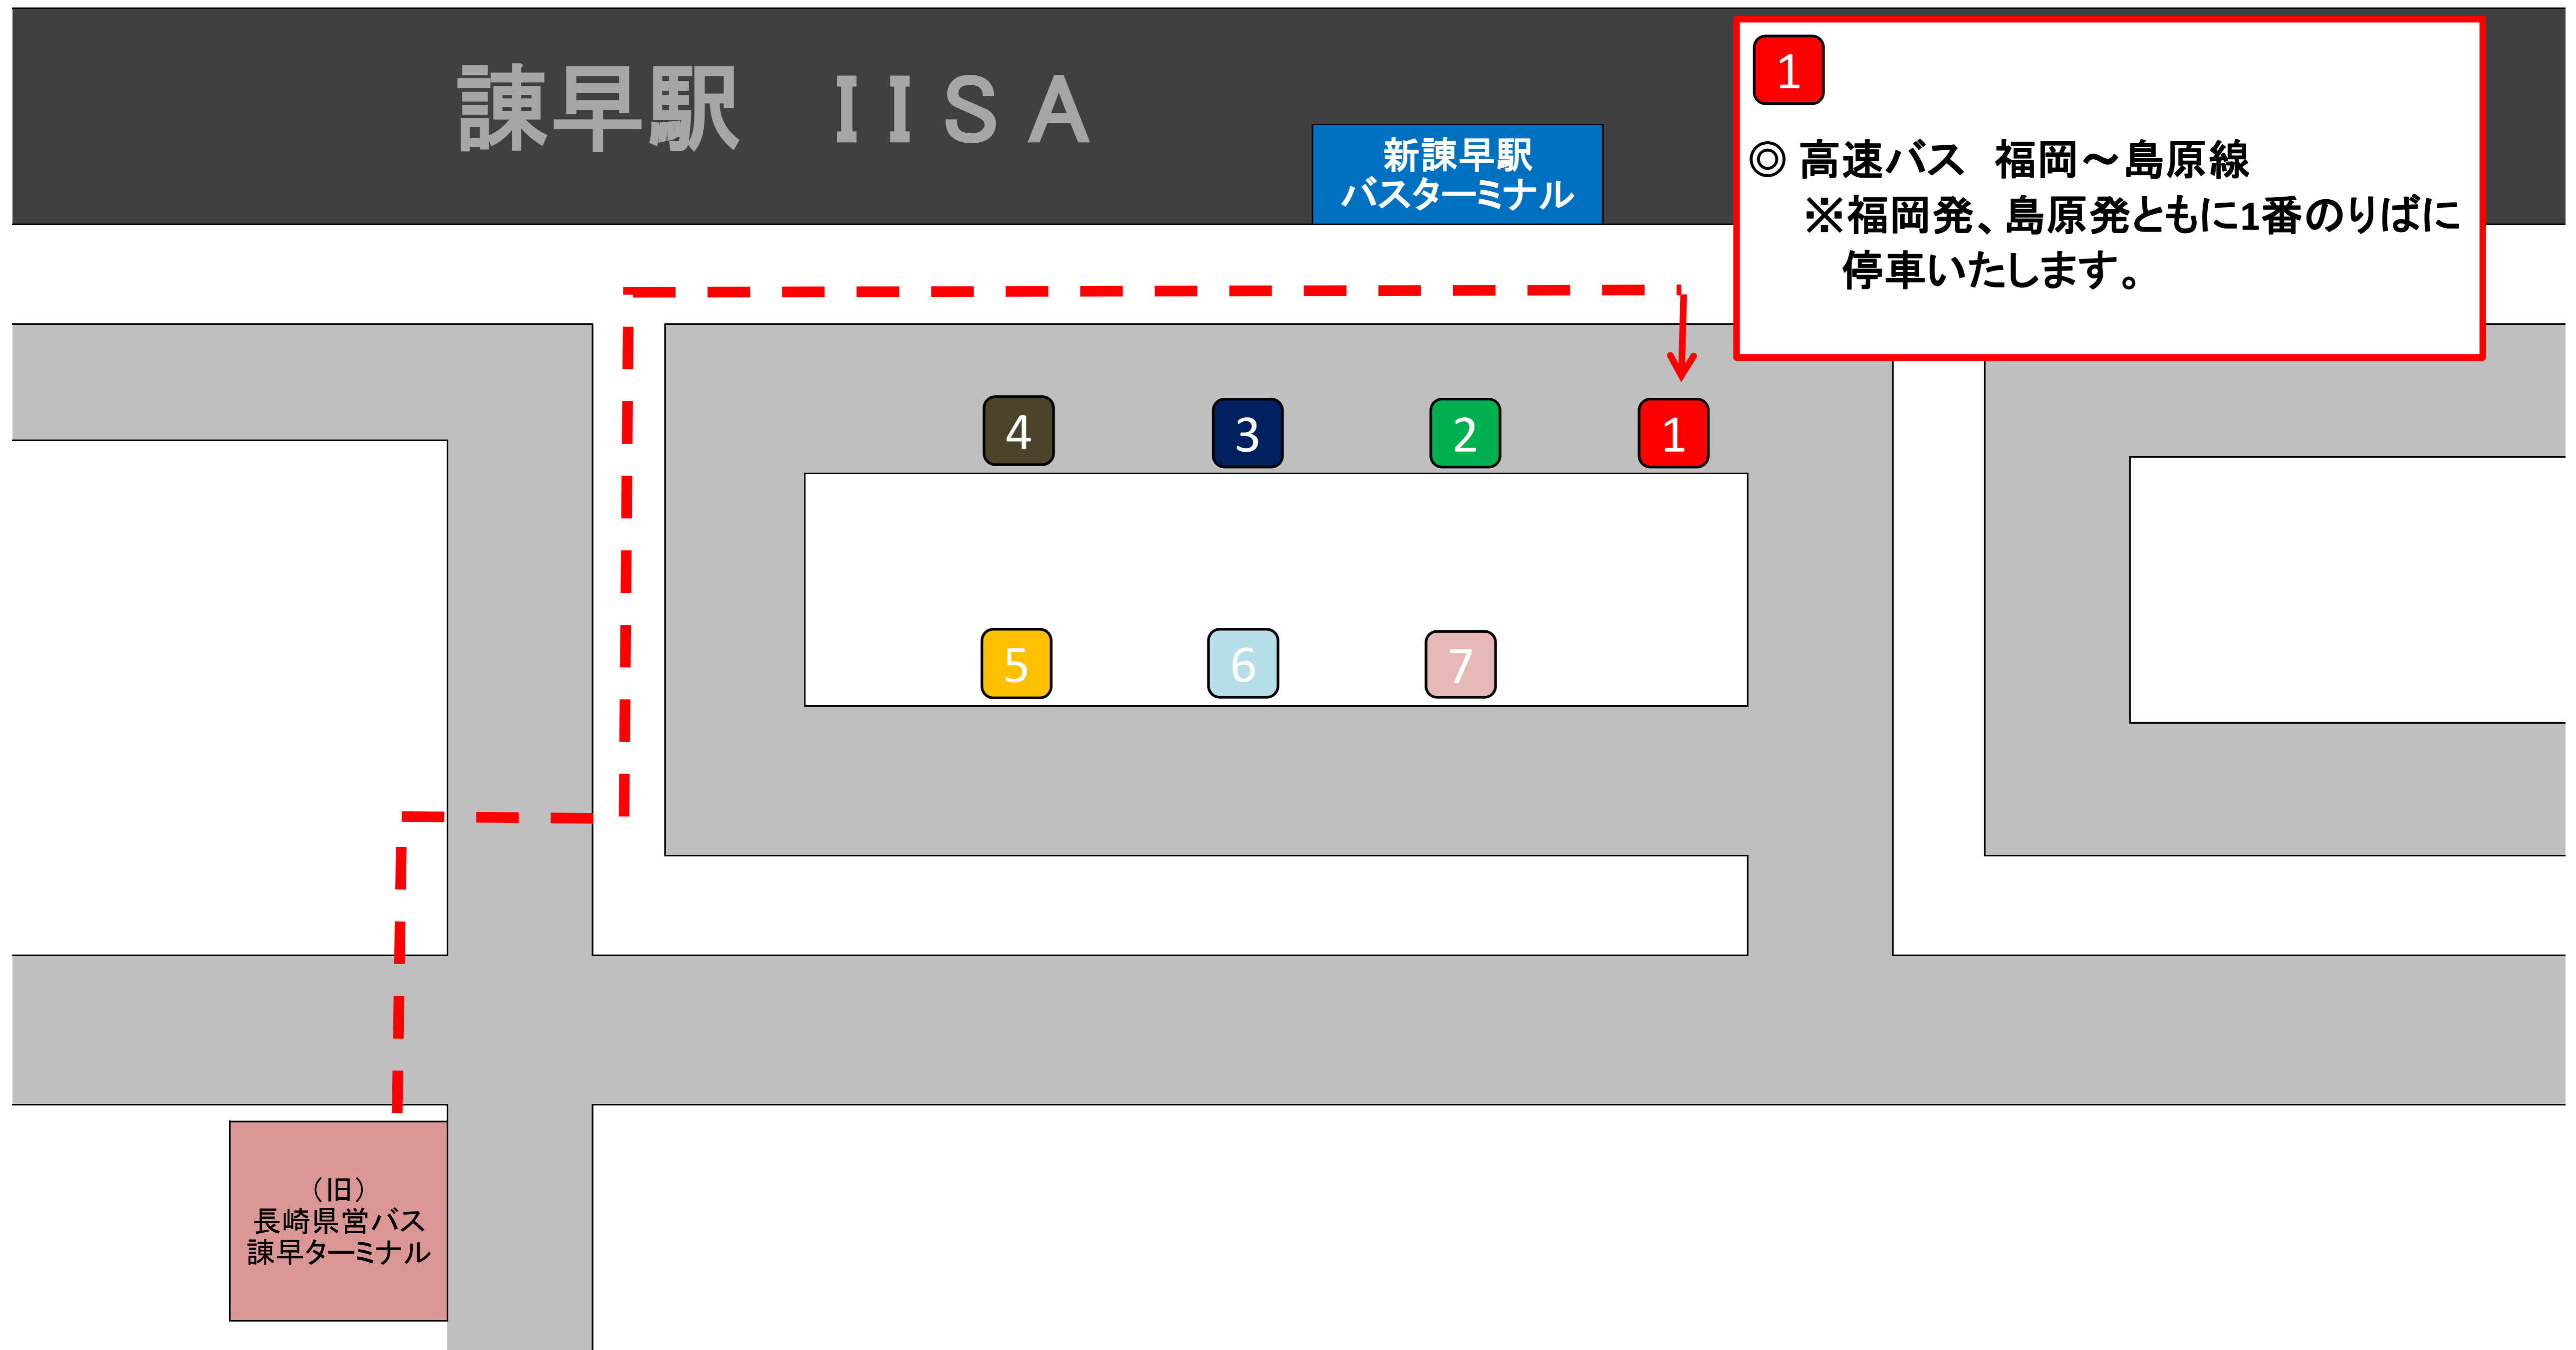 諫早駅　ＩＩＳＡ
新諫早駅
バスターミナル
1
◎ 高速バス　福岡～島原線
※福岡発、島原発ともに1番のりばに
停車いたします。
4
3
2
1
5
6
7
（旧）
長崎県営バス
諫早ターミナル